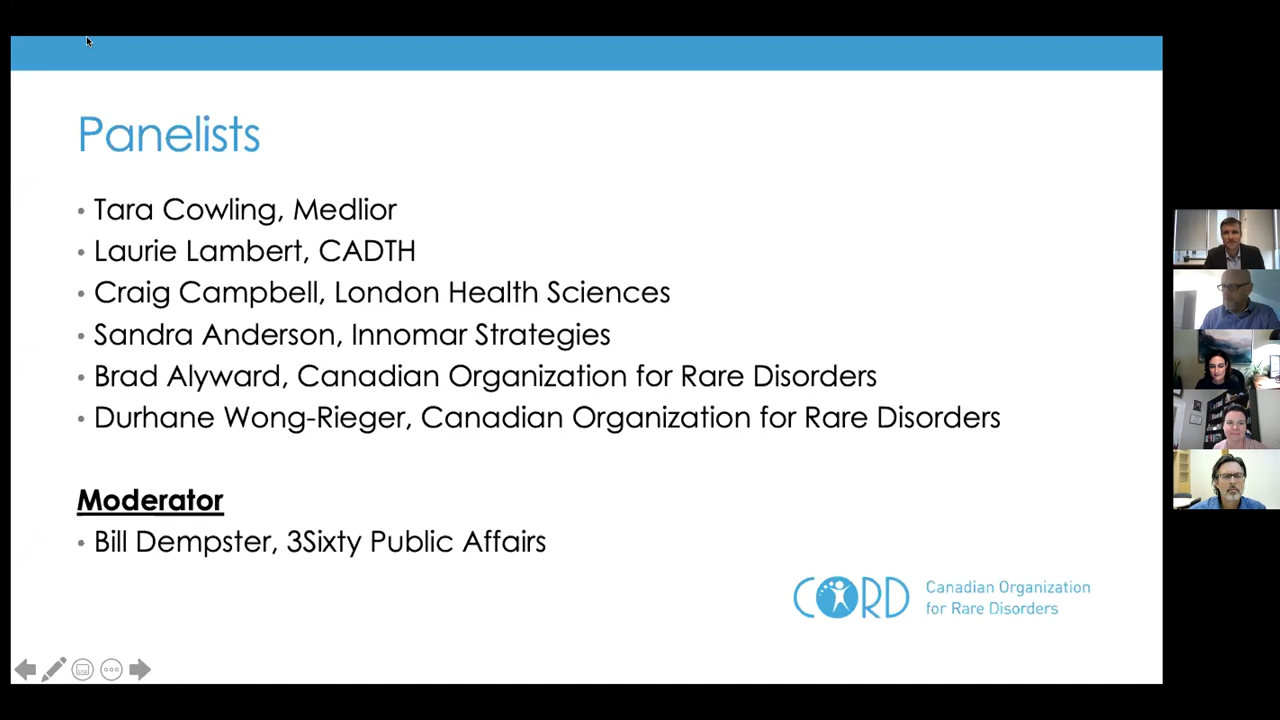 Panelists
• Tara Cowling, Medlior
• Laurie Lambert, CADTH
• Craig Campbell, London Health Sciences
• Sandra Anderson, Innomar Strategies
• Brad Alyward, Canadian Organization for Rare Disorders
• Durhane Wong-Rieger, Canadian Organization for Rare Disorders
Moderator
• Bill Dempster, 3Sixty Public Affairs
CORD Canadian Organization
for Rare Disorders